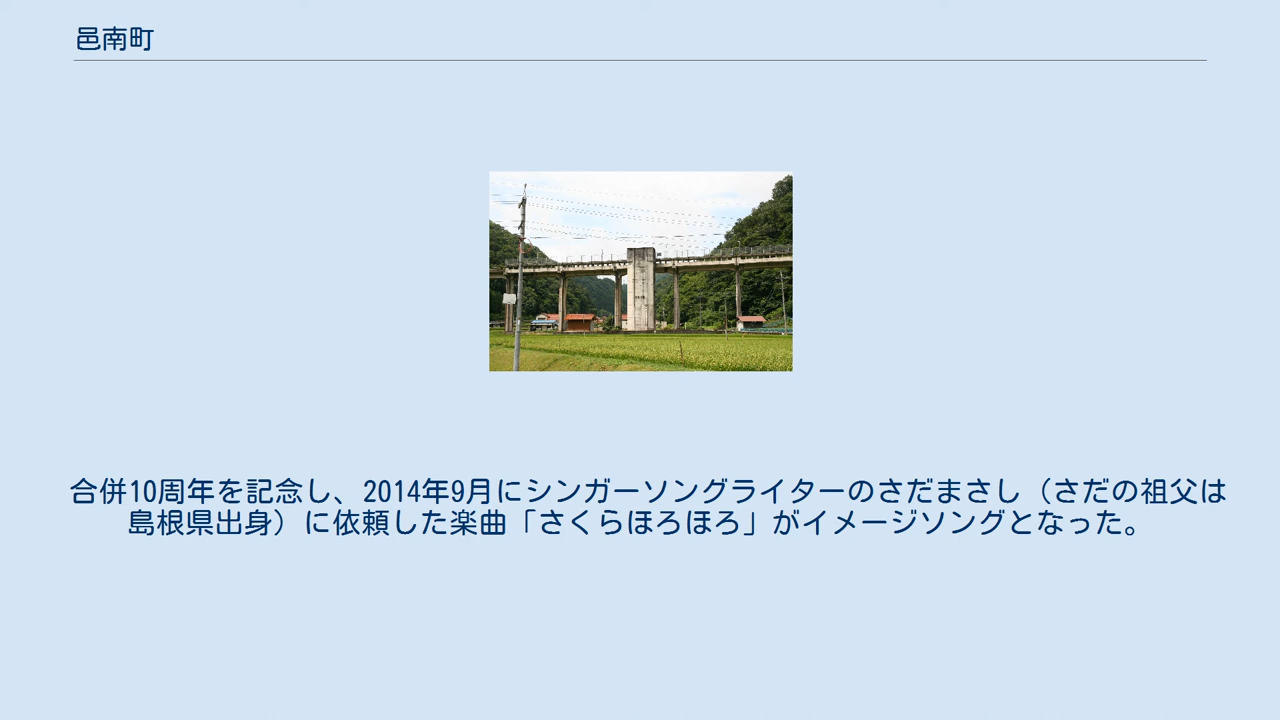 邑南町
合併10周年を記念し、2014年9月にシンガーソングライターのさだまさし（さだの祖父は
島根県出身）に依頼した楽曲「さくらほろほろ」がイメージソングとなった。